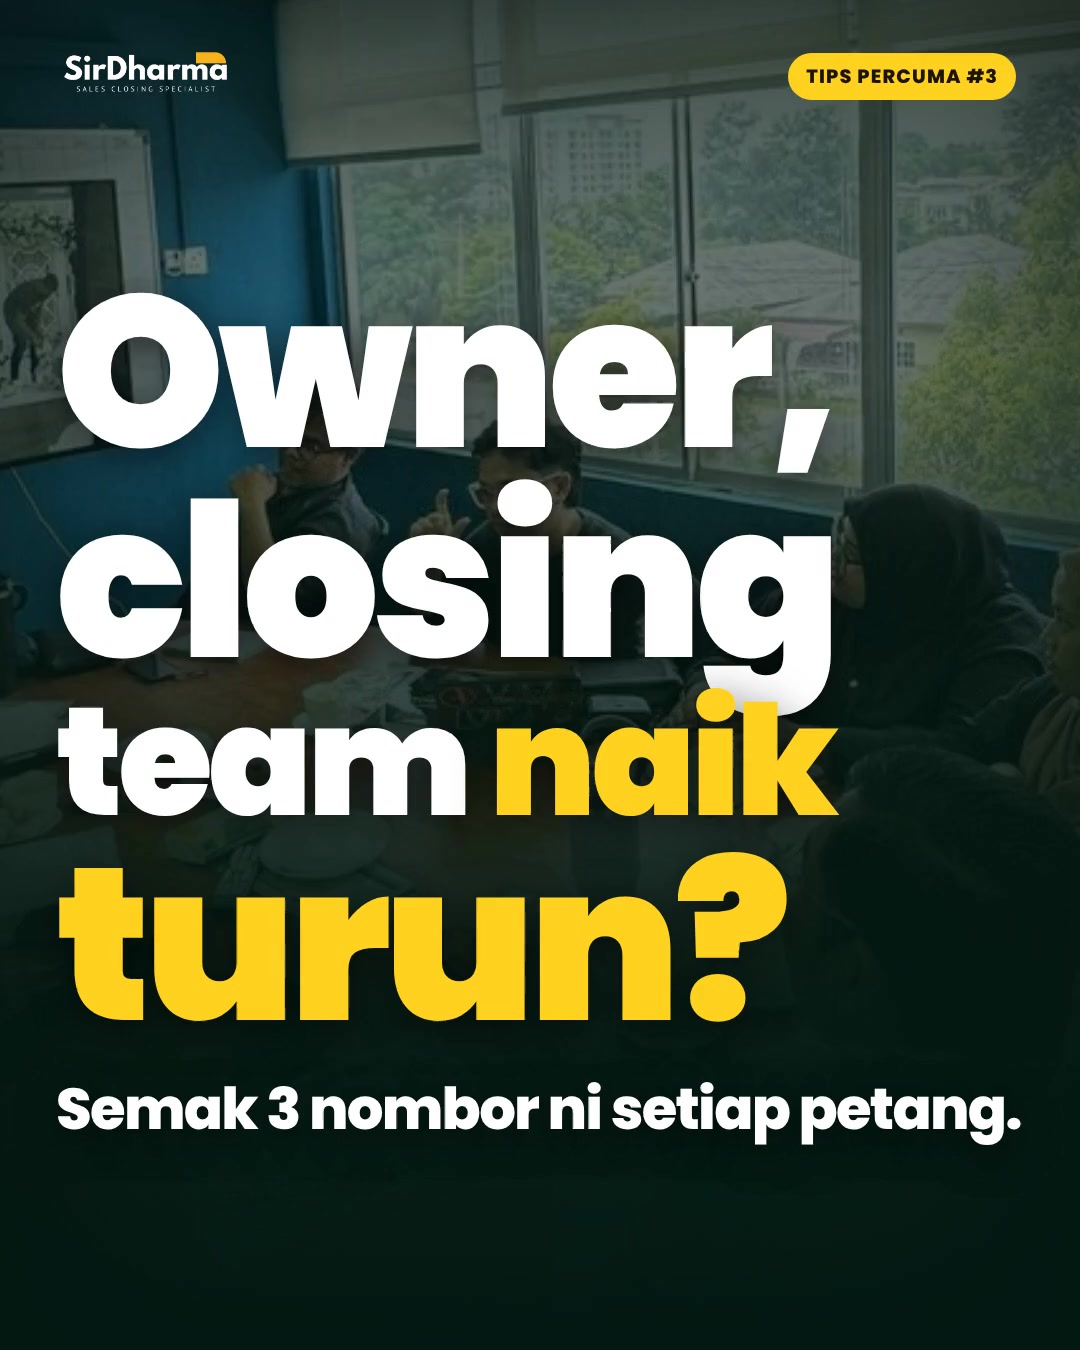 SirDharma
SALES CLOSING SPECIALIST
TIPS PERCUMA #3
Owner,
closing
team naik
turun?
Semak 3 nombor ni setiap petang.